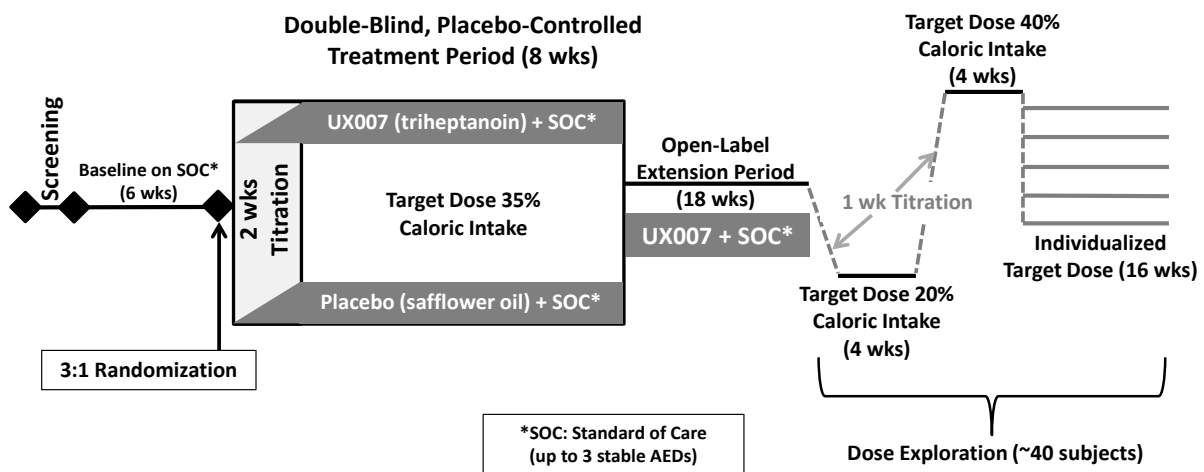 Double-Blind, Placebo-Controlled
Treatment Period (8 wks)
Screening
Baseline on SOC*
(6 wks)
2 wks
Titration
UX007 (triheptanoin) + SOC*
Target Dose 35%
Caloric Intake
Placebo (safflower oil) + SOC*
3:1 Randomization
Open-Label
Extension Period
(18 wks)
UX007 + SOC*
Target Dose 40%
Caloric Intake
(4 wks)
1 wk Titration
Target Dose 20%
Caloric Intake
(4 wks)
Individualized
Target Dose (16 wks)
Dose Exploration (~40 subjects)
*SOC: Standard of Care
(up to 3 stable AEDs)